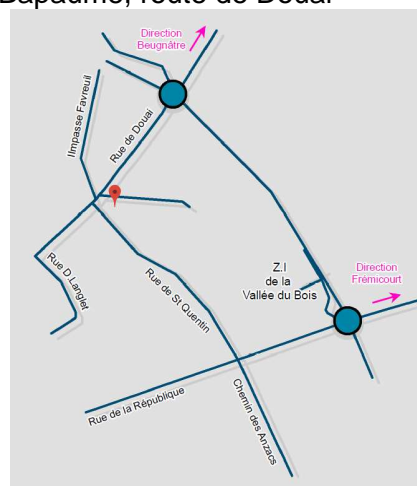 Bapaume, route de Douai
Direction
Beugnâtre
IImpasse Favreuil
Rue de Douai
Rue D Langlet
Rue de St Quentin
Z.I
de la
Vallée du Bois
Direction
Frémicourt
Rue de la République
Chemin des Anzacs